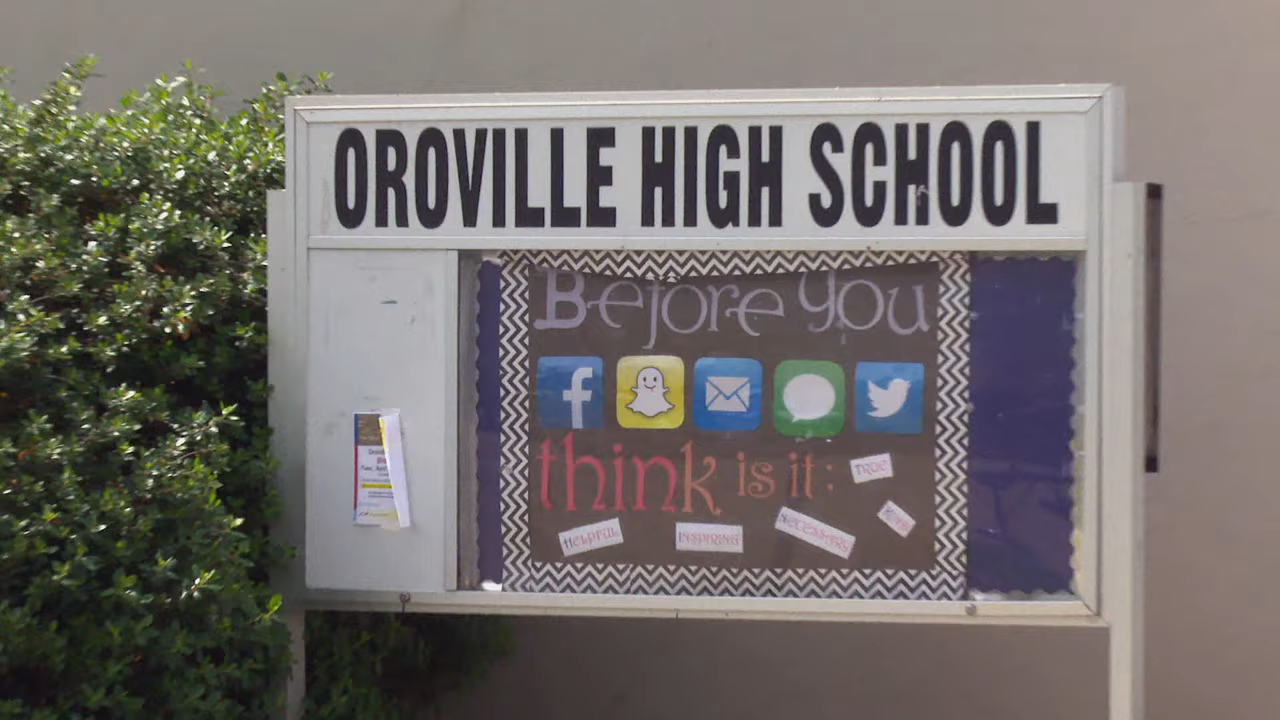 OROVILLE HIGH SCHOOL
Before you
think is it:
TRUE
HELPFUL
INSPIRING
NECESSARY
KIND